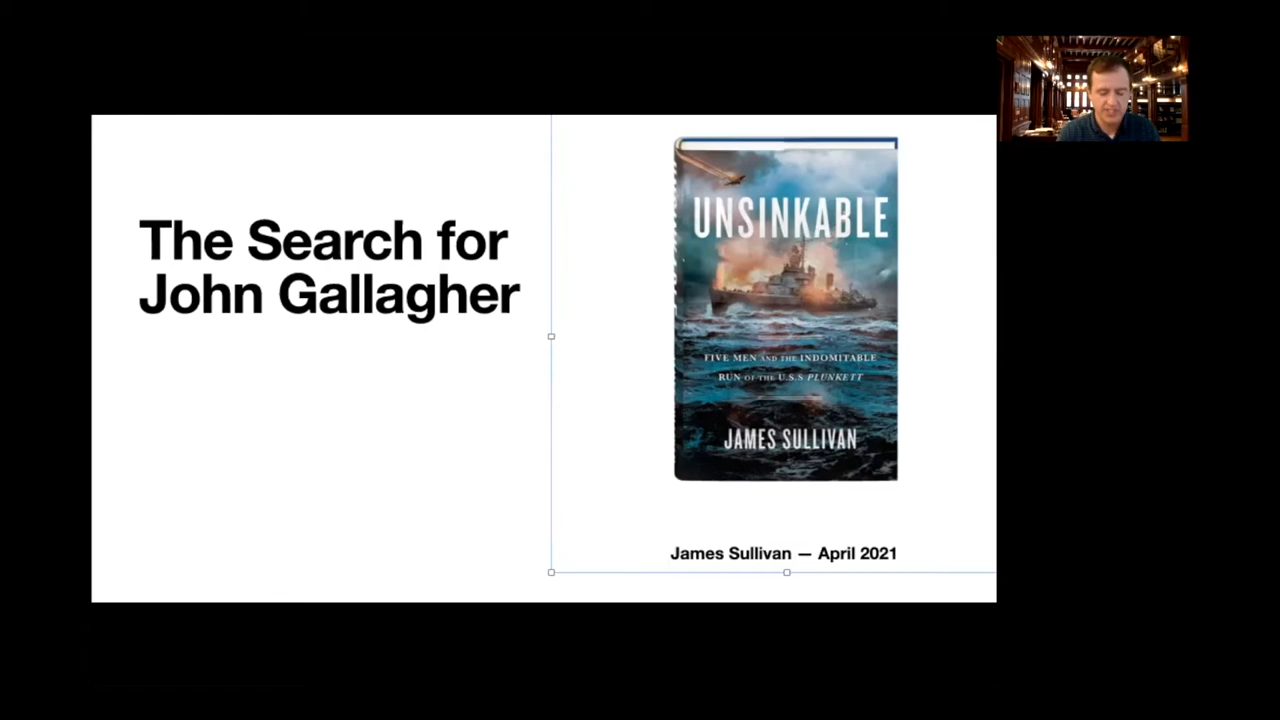 The Search for
John Gallagher
UNSINKABLE
FIVE MEN AND THE INDOMITABLE
RUN OF THE U.S.S PLUNKETT
JAMES SULLIVAN
James Sullivan — April 2021